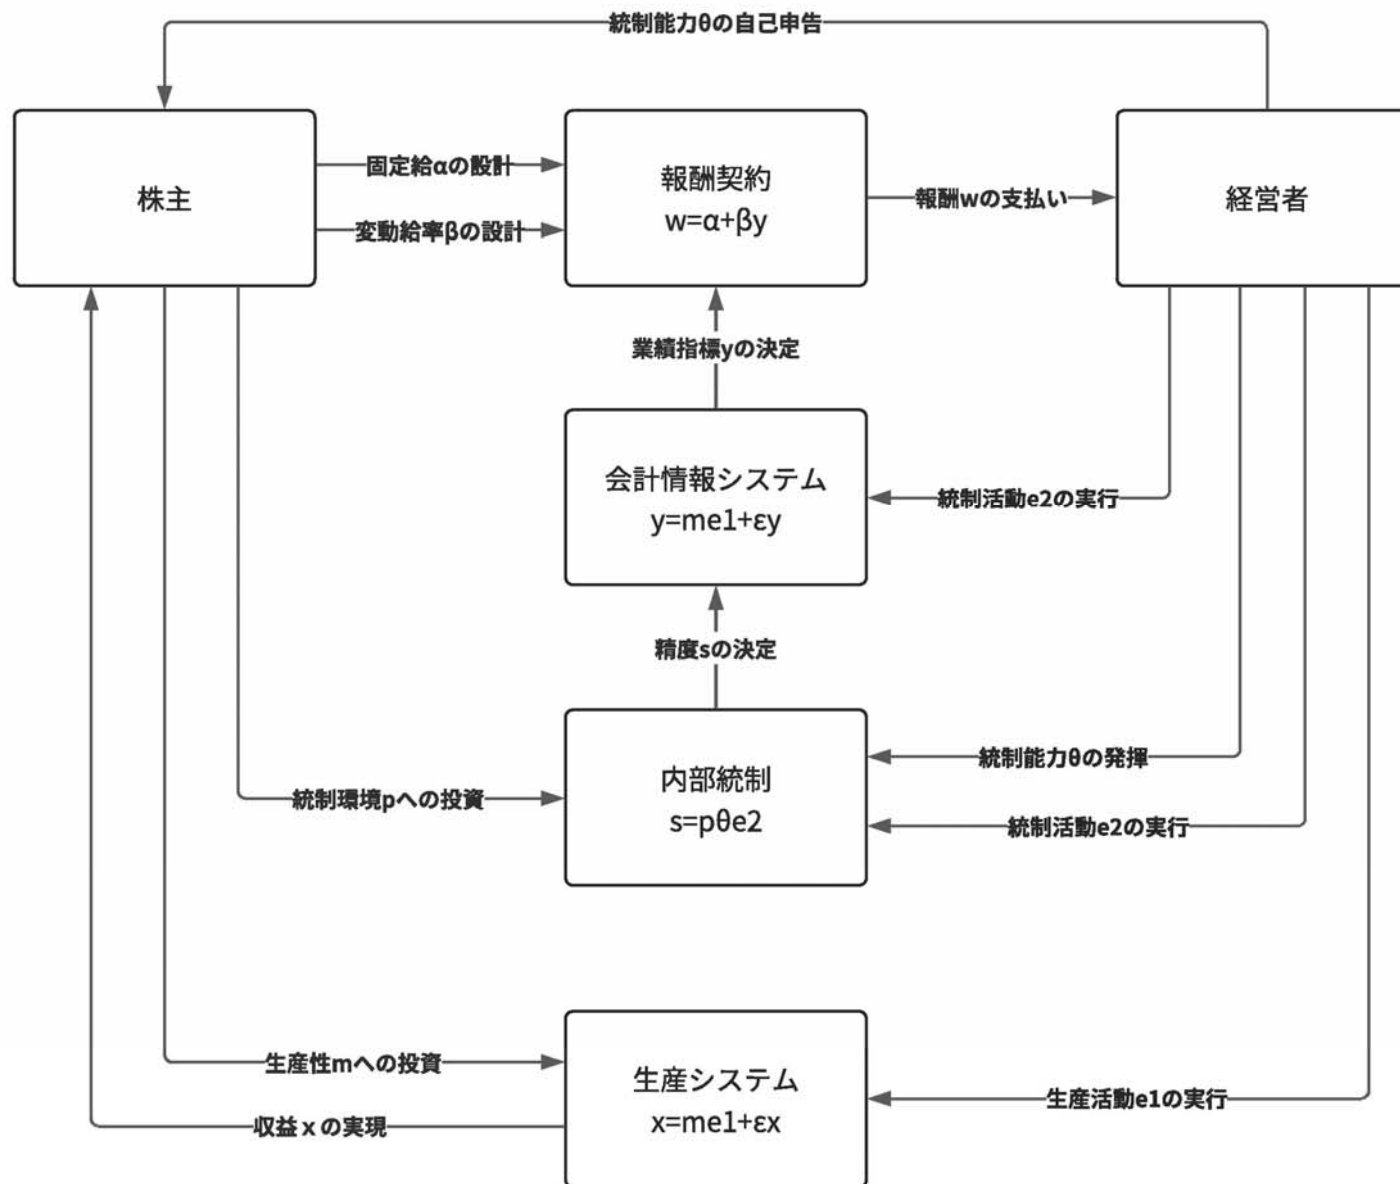 統制能力θの自己申告
株主
固定給αの設計
変動給率βの設計
報酬契約
w=α+βy
報酬wの支払い
経営者
業績指標yの決定
会計情報システム
y=me1+εy
統制活動e2の実行
精度sの決定
内部統制
s=pθe2
統制環境pへの投資
統制能力θの発揮
統制活動e2の実行
生産性mへの投資
収益xの実現
生産システム
x=me1+εx
生産活動e1の実行